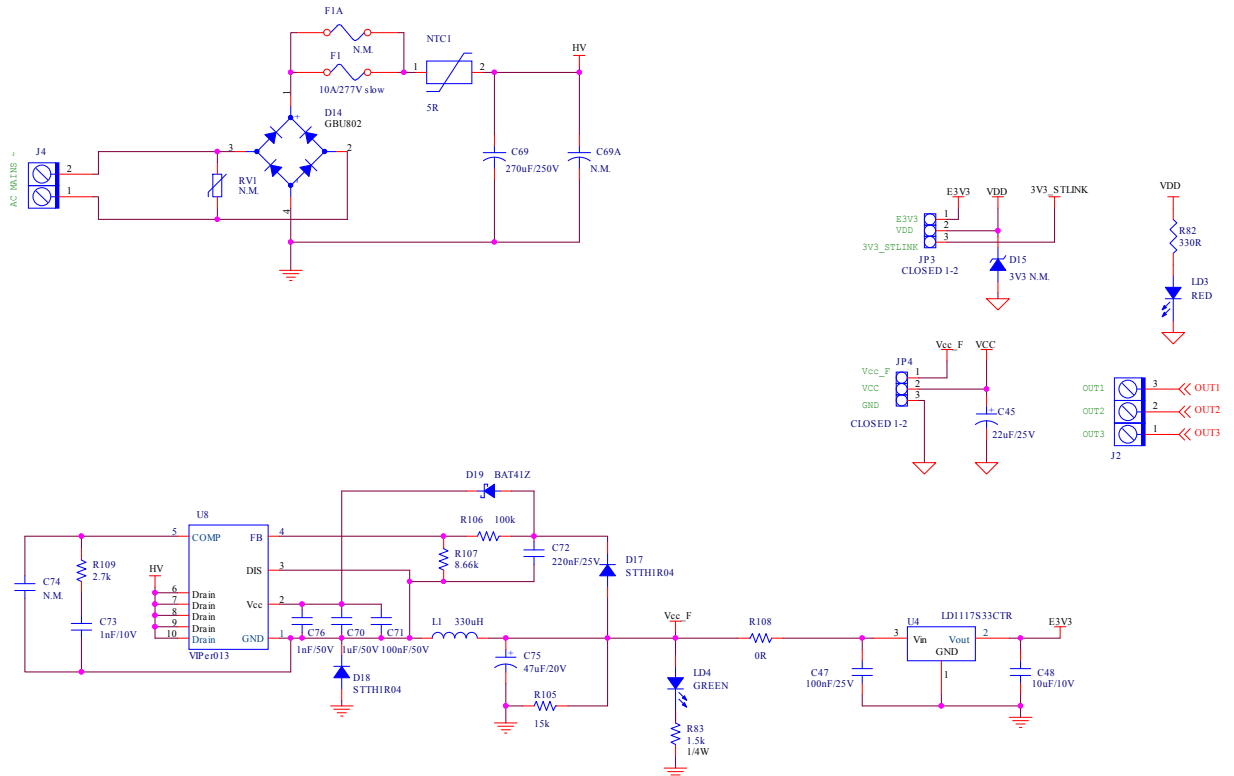 F1A
N.M.
F1
10A/277V slow
NTC1
1
2
5R
HV
1
D14
GBU802
+
3
2
-
4
J4
2
1
AC MAINS ~
RV1
N.M.
C69
270uF/250V
C69A
N.M.
E3V3
VDD
3V3_STLINK
E3V3
VDD
3V3_STLINK
1
2
3
JP3
CLOSED 1-2
D15
3V3 N.M.
VDD
R82
330R
LD3
RED
Vcc_F
VCC
JP4
Vcc_F
VCC
GND
1
2
3
CLOSED 1-2
+
C45
22uF/25V
OUT1
OUT2
OUT3
3
2
1
OUT1
OUT2
OUT3
J2
D19 BAT41Z
U8
5
COMP
FB
4
DIS
3
Vcc
2
GND
1
HV
6
7
8
9
10
Drain
Drain
Drain
Drain
Drain
VIPer013
R109
2.7k
C74
N.M.
C73
1nF/10V
R106 100k
R107
8.66k
C72
220nF/25V
D17
STTH1R04
C76
1nF/50V
C70
1uF/50V
C71
100nF/50V
D18
STTH1R04
L1 330uH
+
C75
47uF/20V
R105
15k
Vcc_F
LD4
GREEN
R83
1.5k
1/4W
R108
0R
C47
100nF/25V
LD1117S33CTR
U4
3
Vin
Vout
2
GND
1
C48
10uF/10V
E3V3